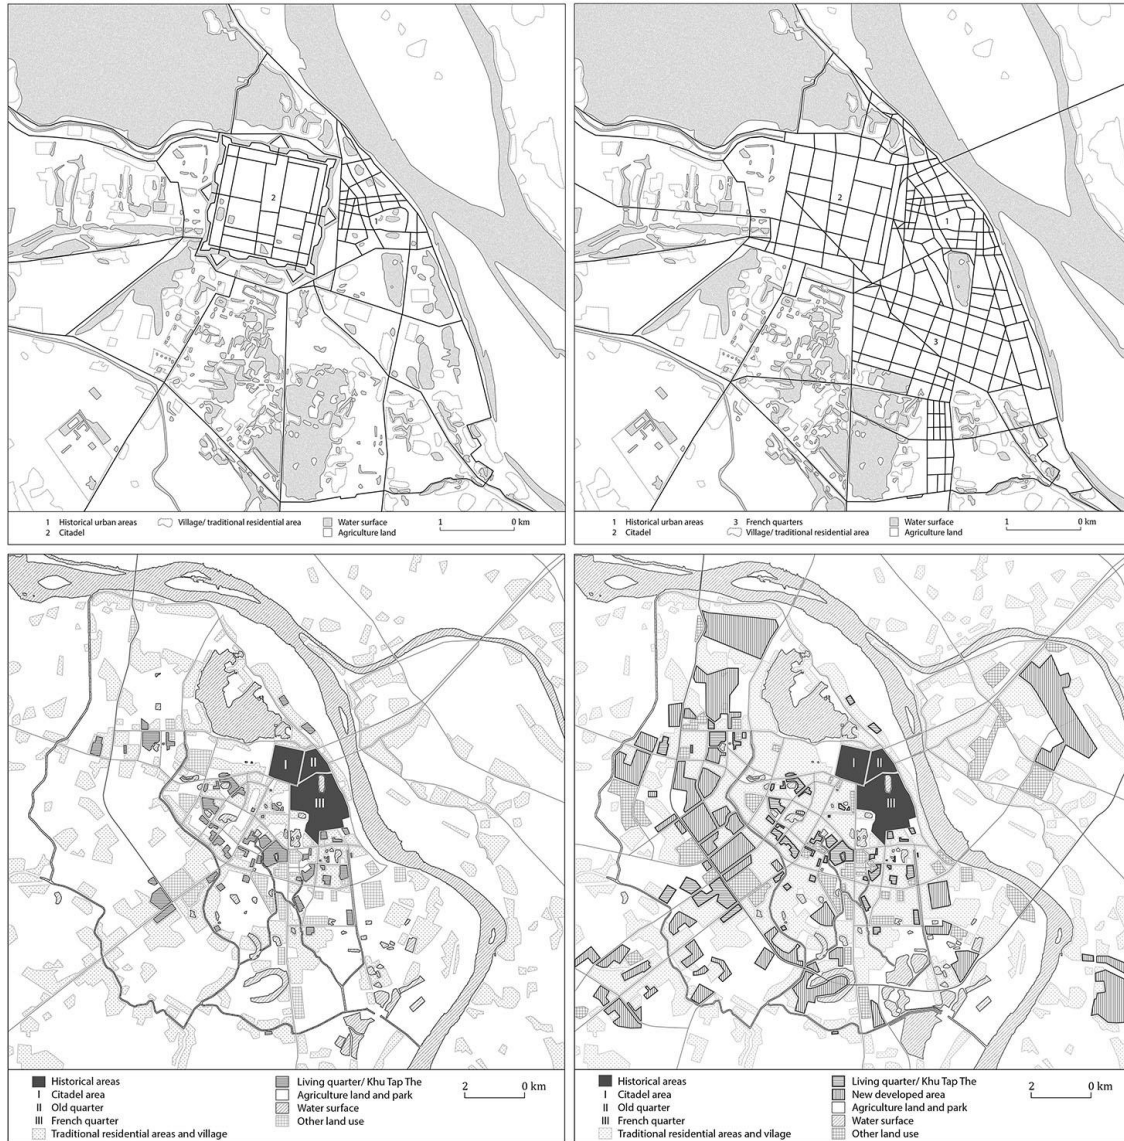 2
1
2
1
3
1 Historical urban areas
2 Citadel
Village/ traditional residential area
Water surface
Agriculture land
1 0 km
1 Historical urban areas
2 Citadel
3 French quarters
Village/ traditional residential area
Water surface
Agriculture land
1 0 km
I
II
III
I
II
III
Historical areas
I Citadel area
II Old quarter
III French quarter
Traditional residential areas and village
Living quarter/ Khu Tap The
Agriculture land and park
Water surface
Other land use
2 0 km
Historical areas
I Citadel area
II Old quarter
III French quarter
Traditional residential areas and village
Living quarter/ Khu Tap The
New developed area
Agriculture land and park
Water surface
Other land use
2 0 km